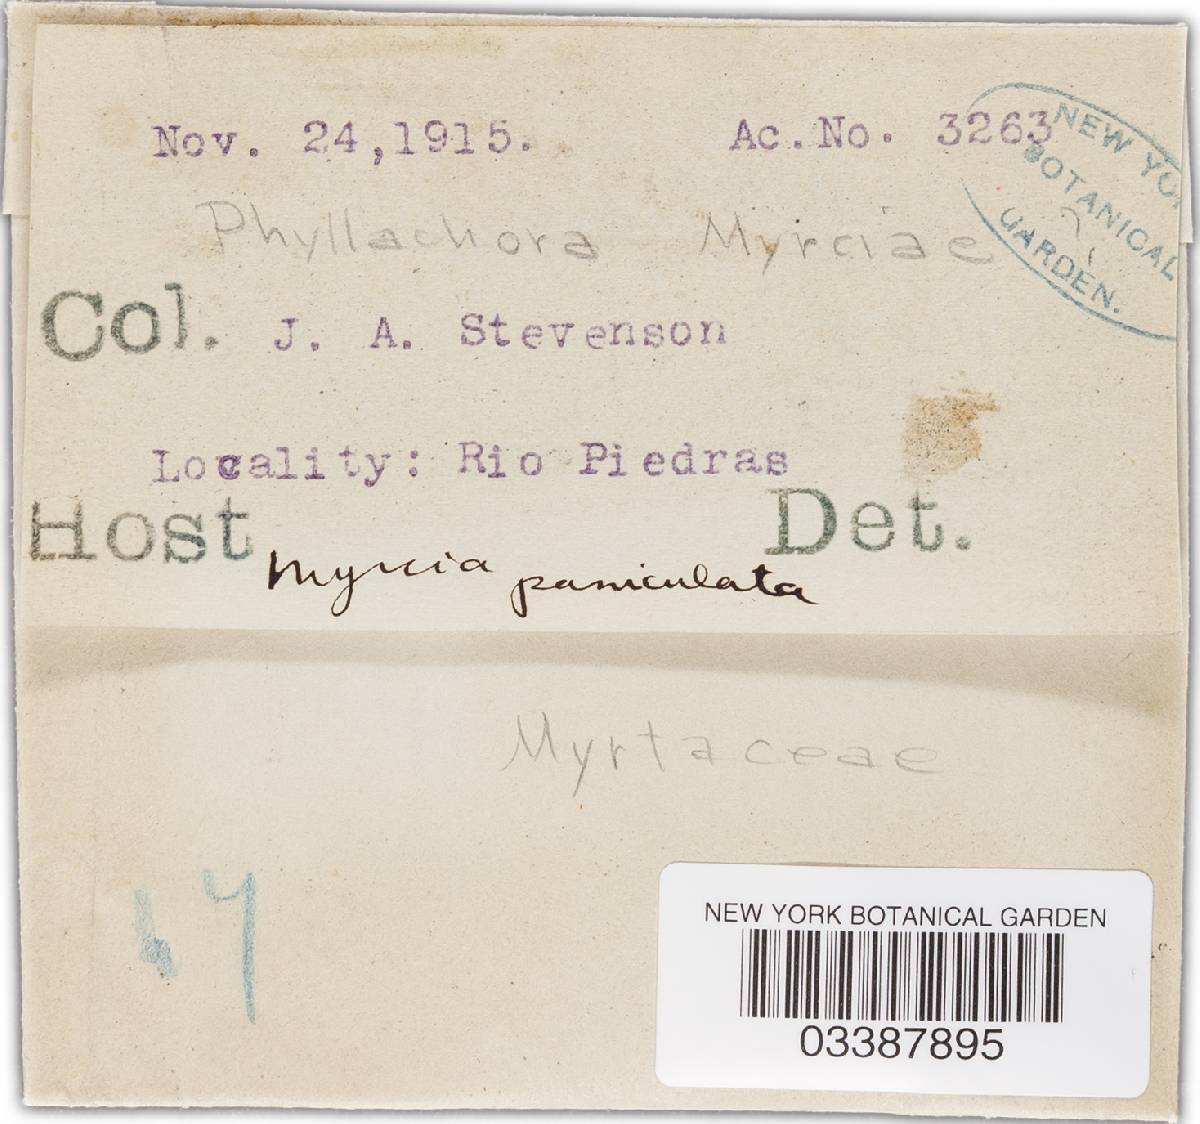 Nov. 24,1915. Ac.No. 3263
NEW YO
BOTANICAL
GARDEN.
Phyllachora Myrciae
Col. J. A. Stevenson
Locality: Rio Piedras
Host Det.
Myrcia paniculata
Myrtaceae
NEW YORK BOTANICAL GARDEN
03387895